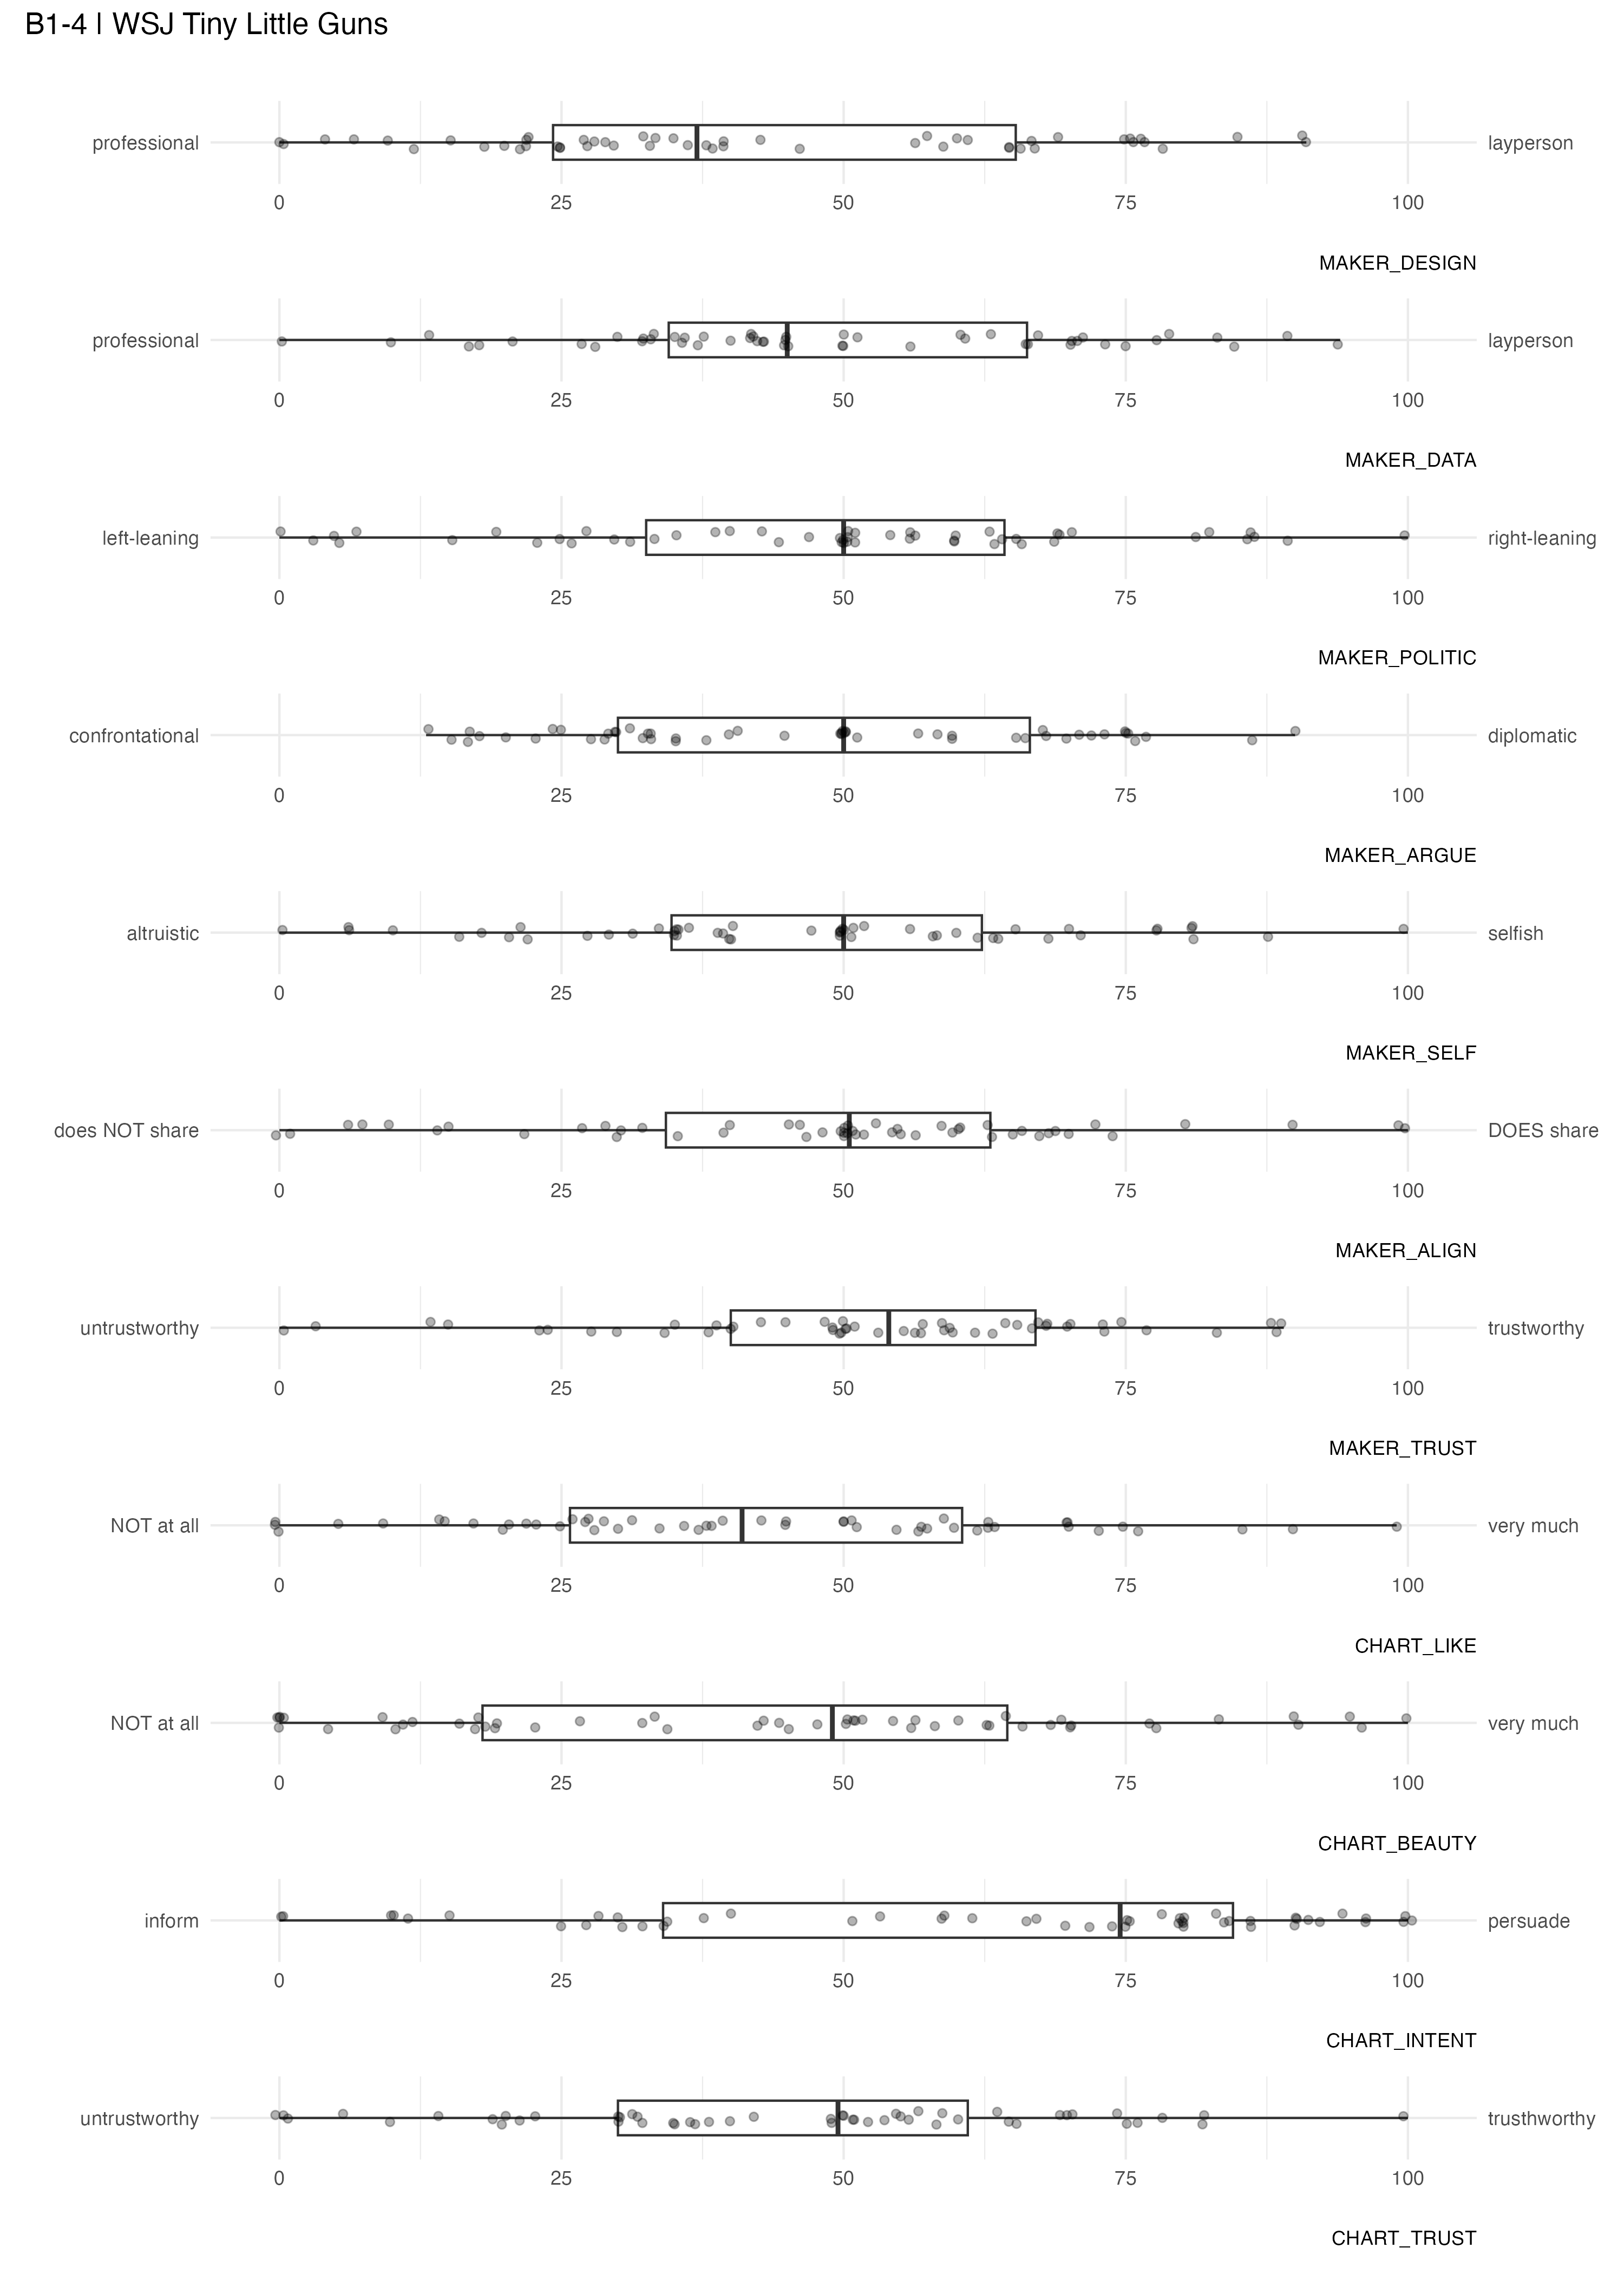 B1-4 | WSJ Tiny Little Guns
professional layperson
0 25 50 75 100
MAKER_DESIGN
professional layperson
0 25 50 75 100
MAKER_DATA
left-leaning right-leaning
0 25 50 75 100
MAKER_POLITIC
confrontational diplomatic
0 25 50 75 100
MAKER_ARGUE
altruistic selfish
0 25 50 75 100
MAKER_SELF
does NOT share DOES share
0 25 50 75 100
MAKER_ALIGN
untrustworthy trustworthy
0 25 50 75 100
MAKER_TRUST
NOT at all very much
0 25 50 75 100
CHART_LIKE
NOT at all very much
0 25 50 75 100
CHART_BEAUTY
inform persuade
0 25 50 75 100
CHART_INTENT
untrustworthy trusthworthy
0 25 50 75 100
CHART_TRUST